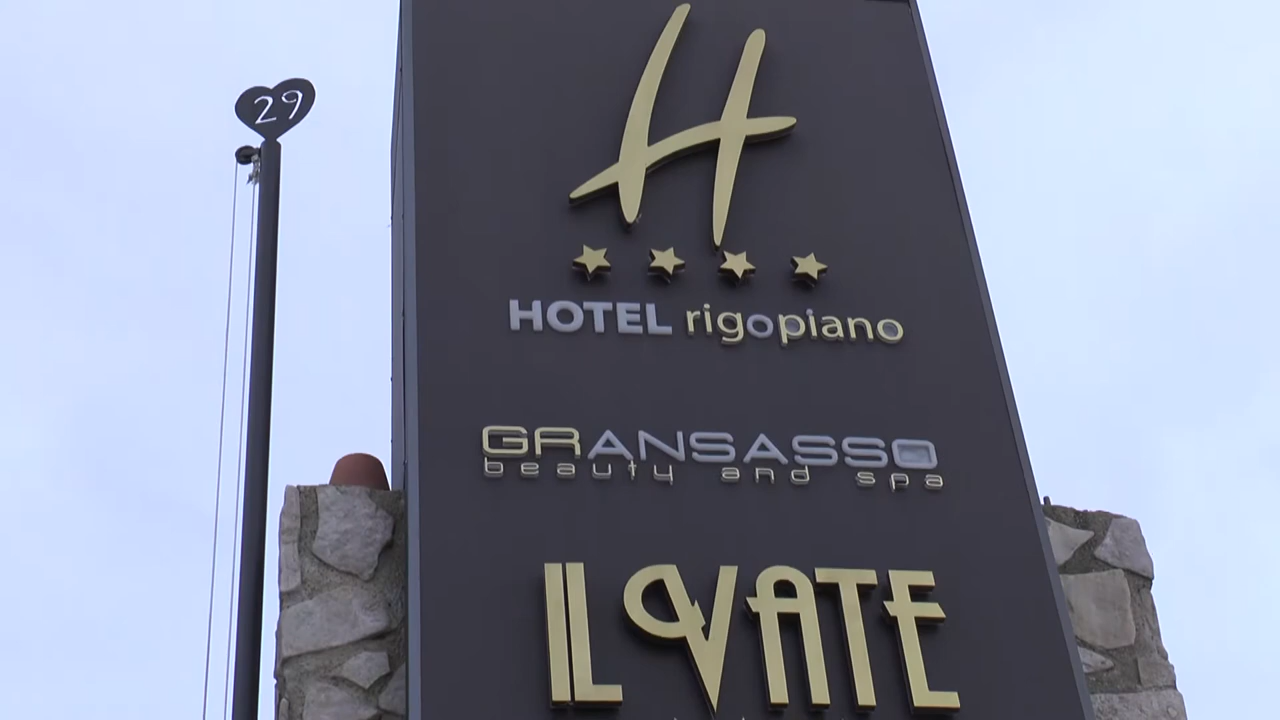 29
H
HOTEL rigopiano
GRANSASSO
beauty and spa
IL VATE